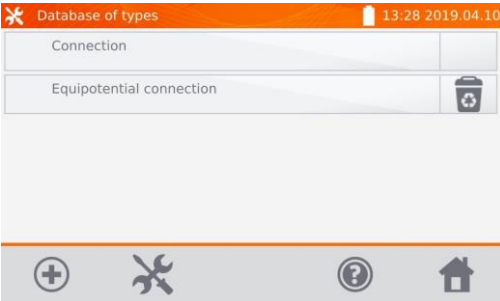 Database of types 13:28 2019.04.10
Connection
Equipotential connection